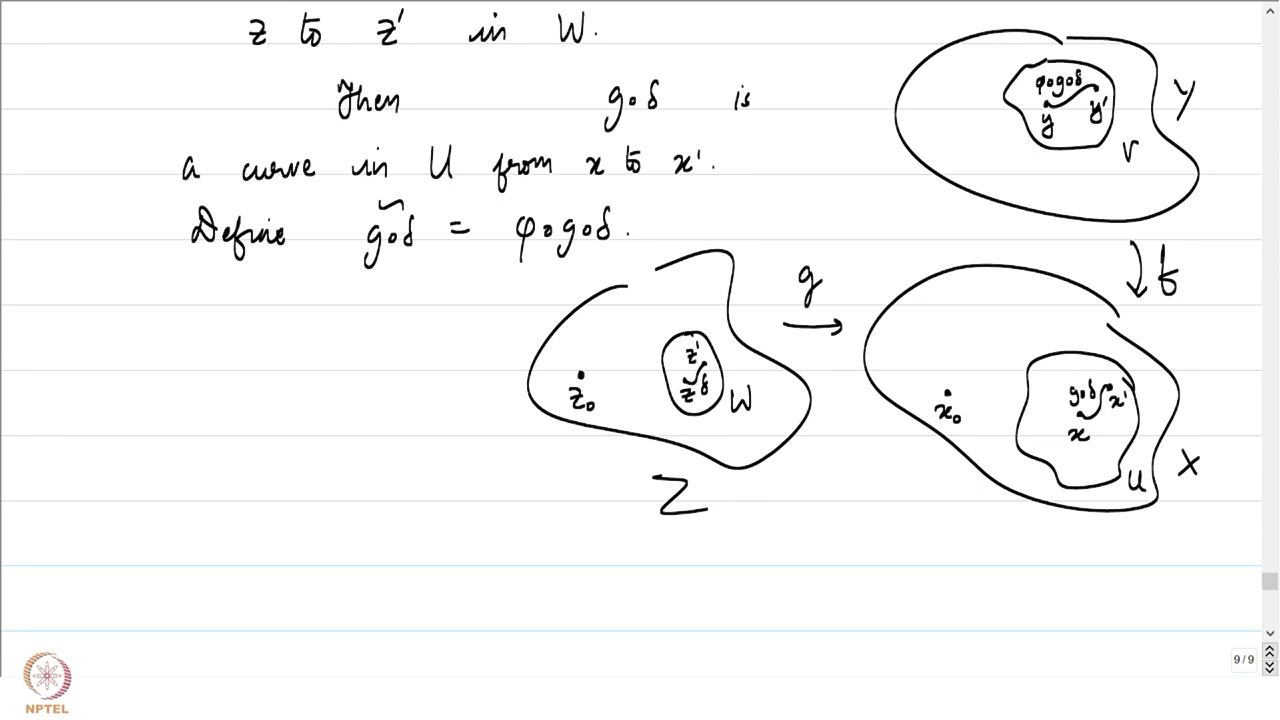 z to z' in W.
Then g∘δ is
a curve in U from x to x'.
Define g∘δ~ = φ∘g∘δ.
φ∘g∘δ
y y'
V
Y
f
g
z'
z δ
z₀
W
Z
g∘δ
x'
x
x₀
U
X
9 / 9
NPTEL